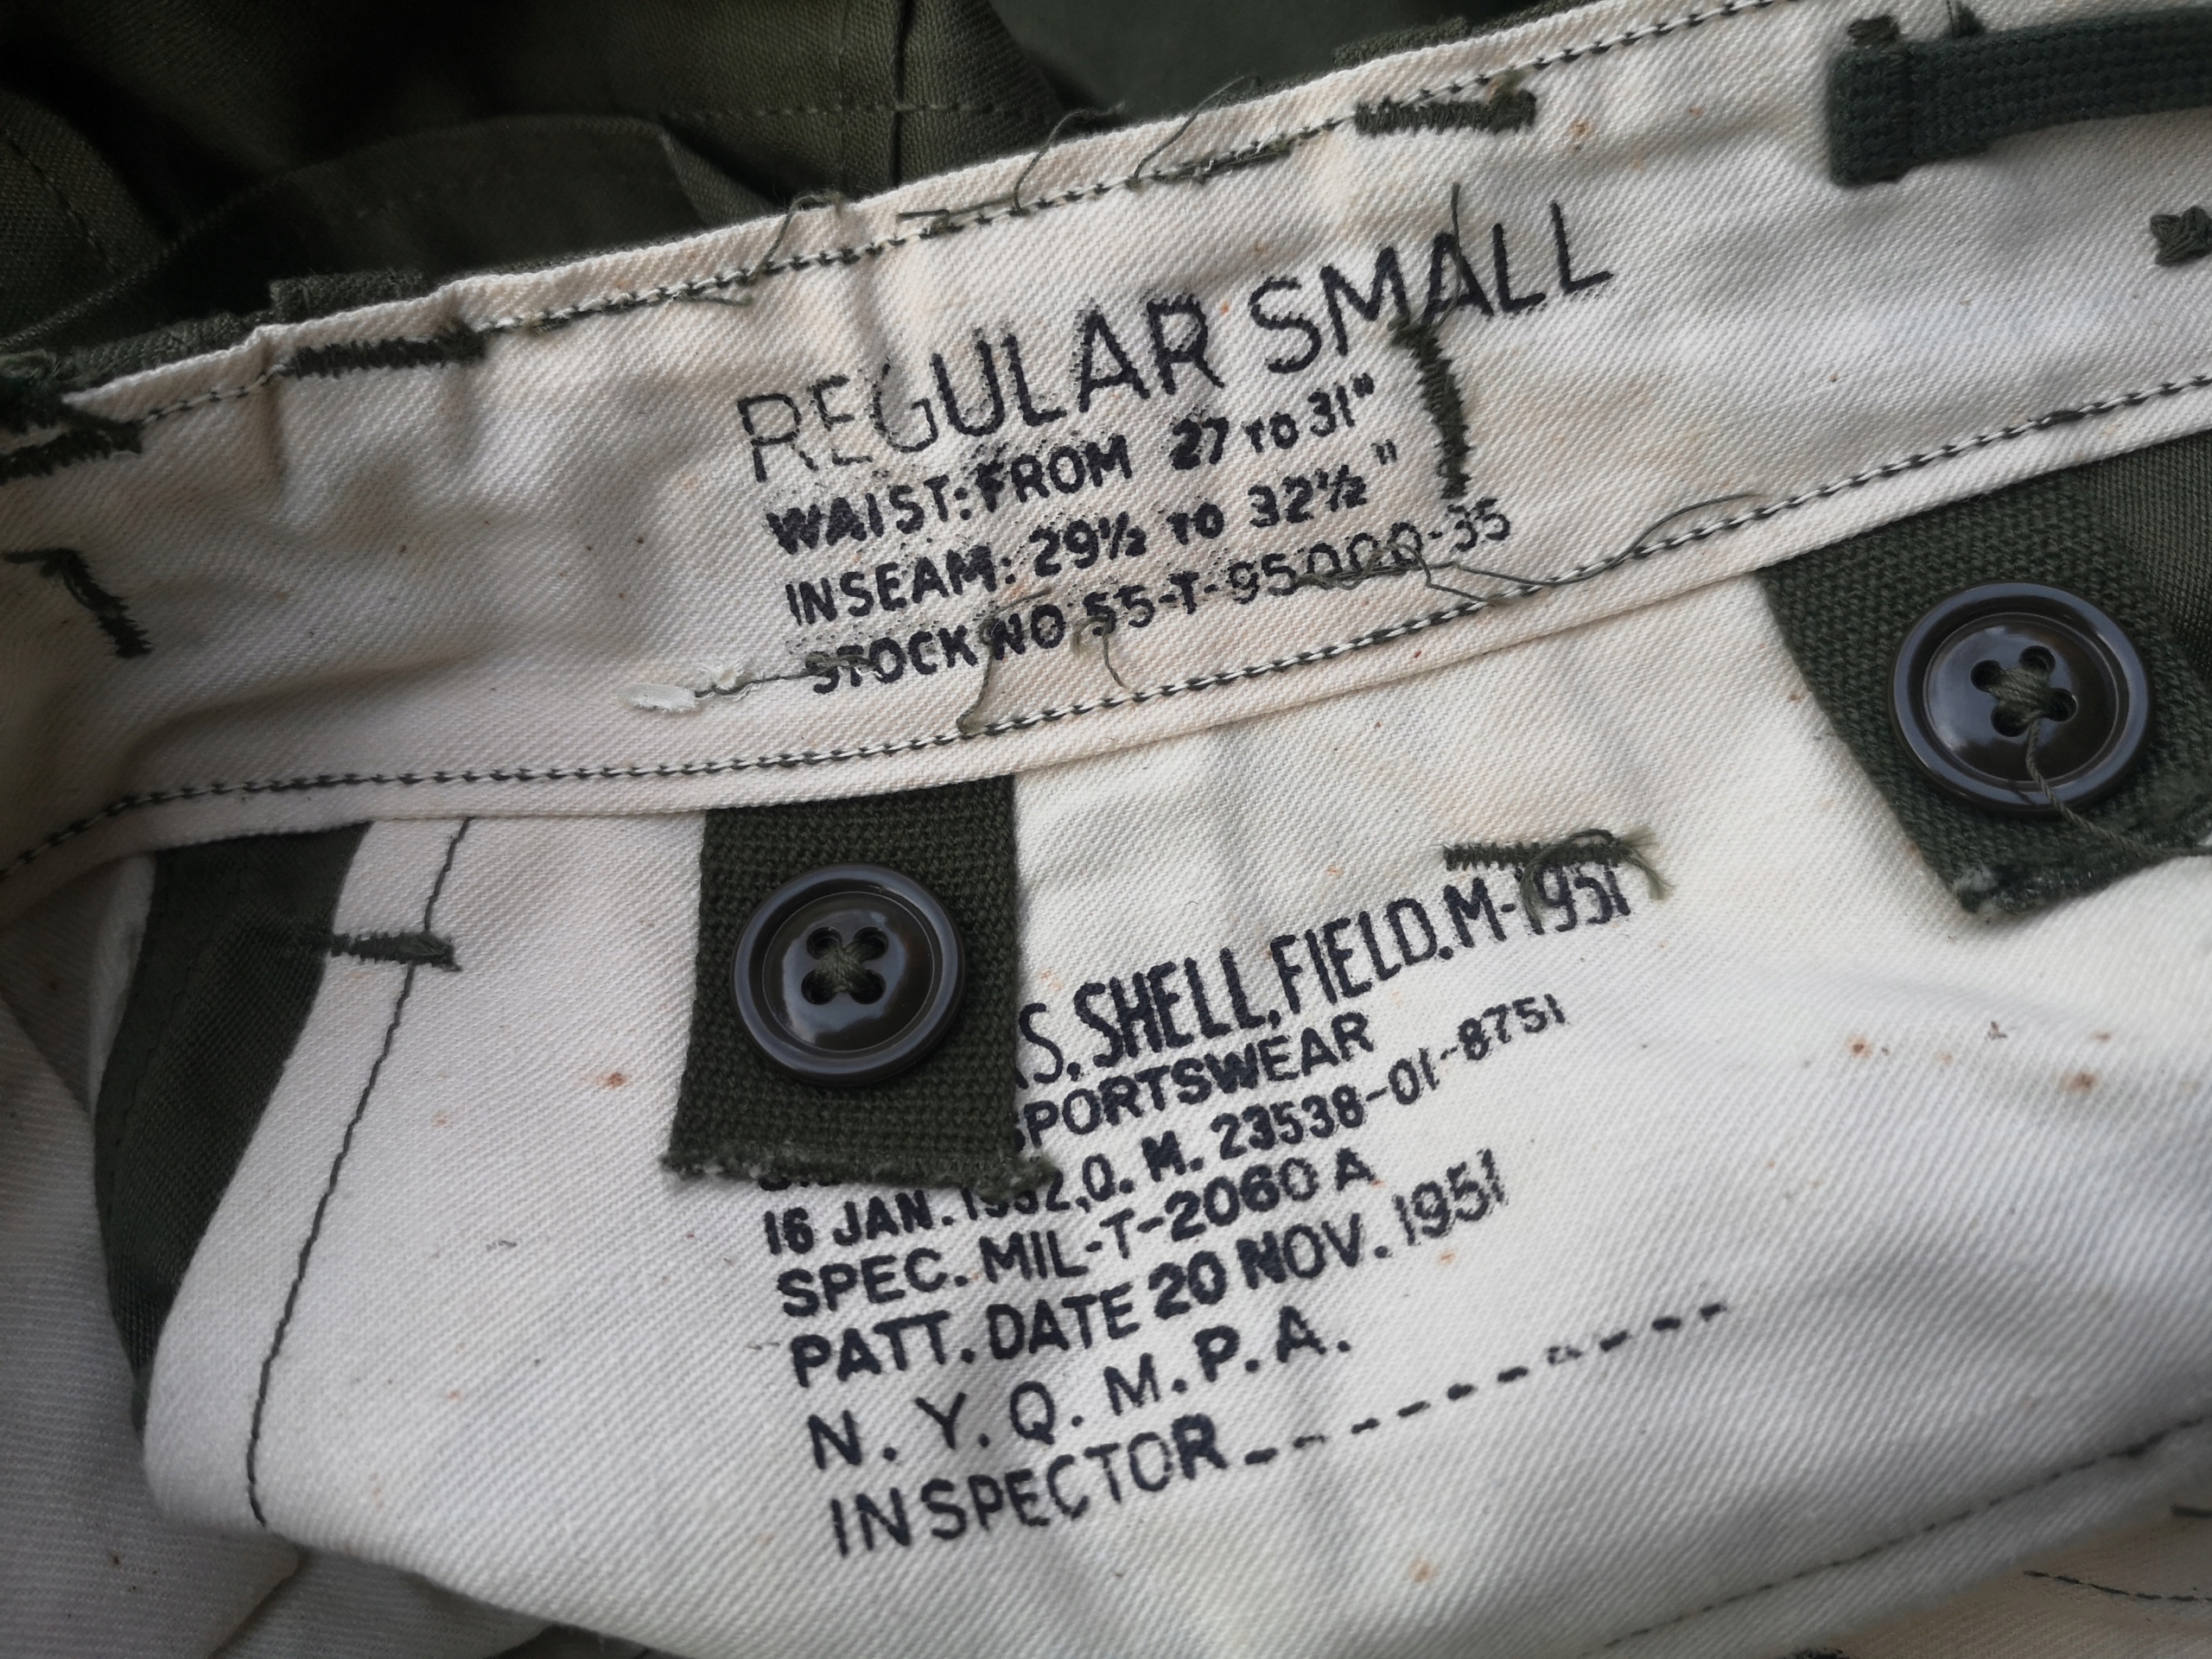 REGULAR SMALL
WAIST: FROM 27 TO 31"
INSEAM: 29½ TO 32½"
STOCK NO 55-T-95000-35
SHELL, FIELD, M-1951
SPORTSWEAR
16 JAN. 1952, Q. M. 23538-01-8751
SPEC. MIL-T-2060 A
PATT. DATE 20 NOV. 1951
N. Y. Q. M. P. A.
INSPECTOR